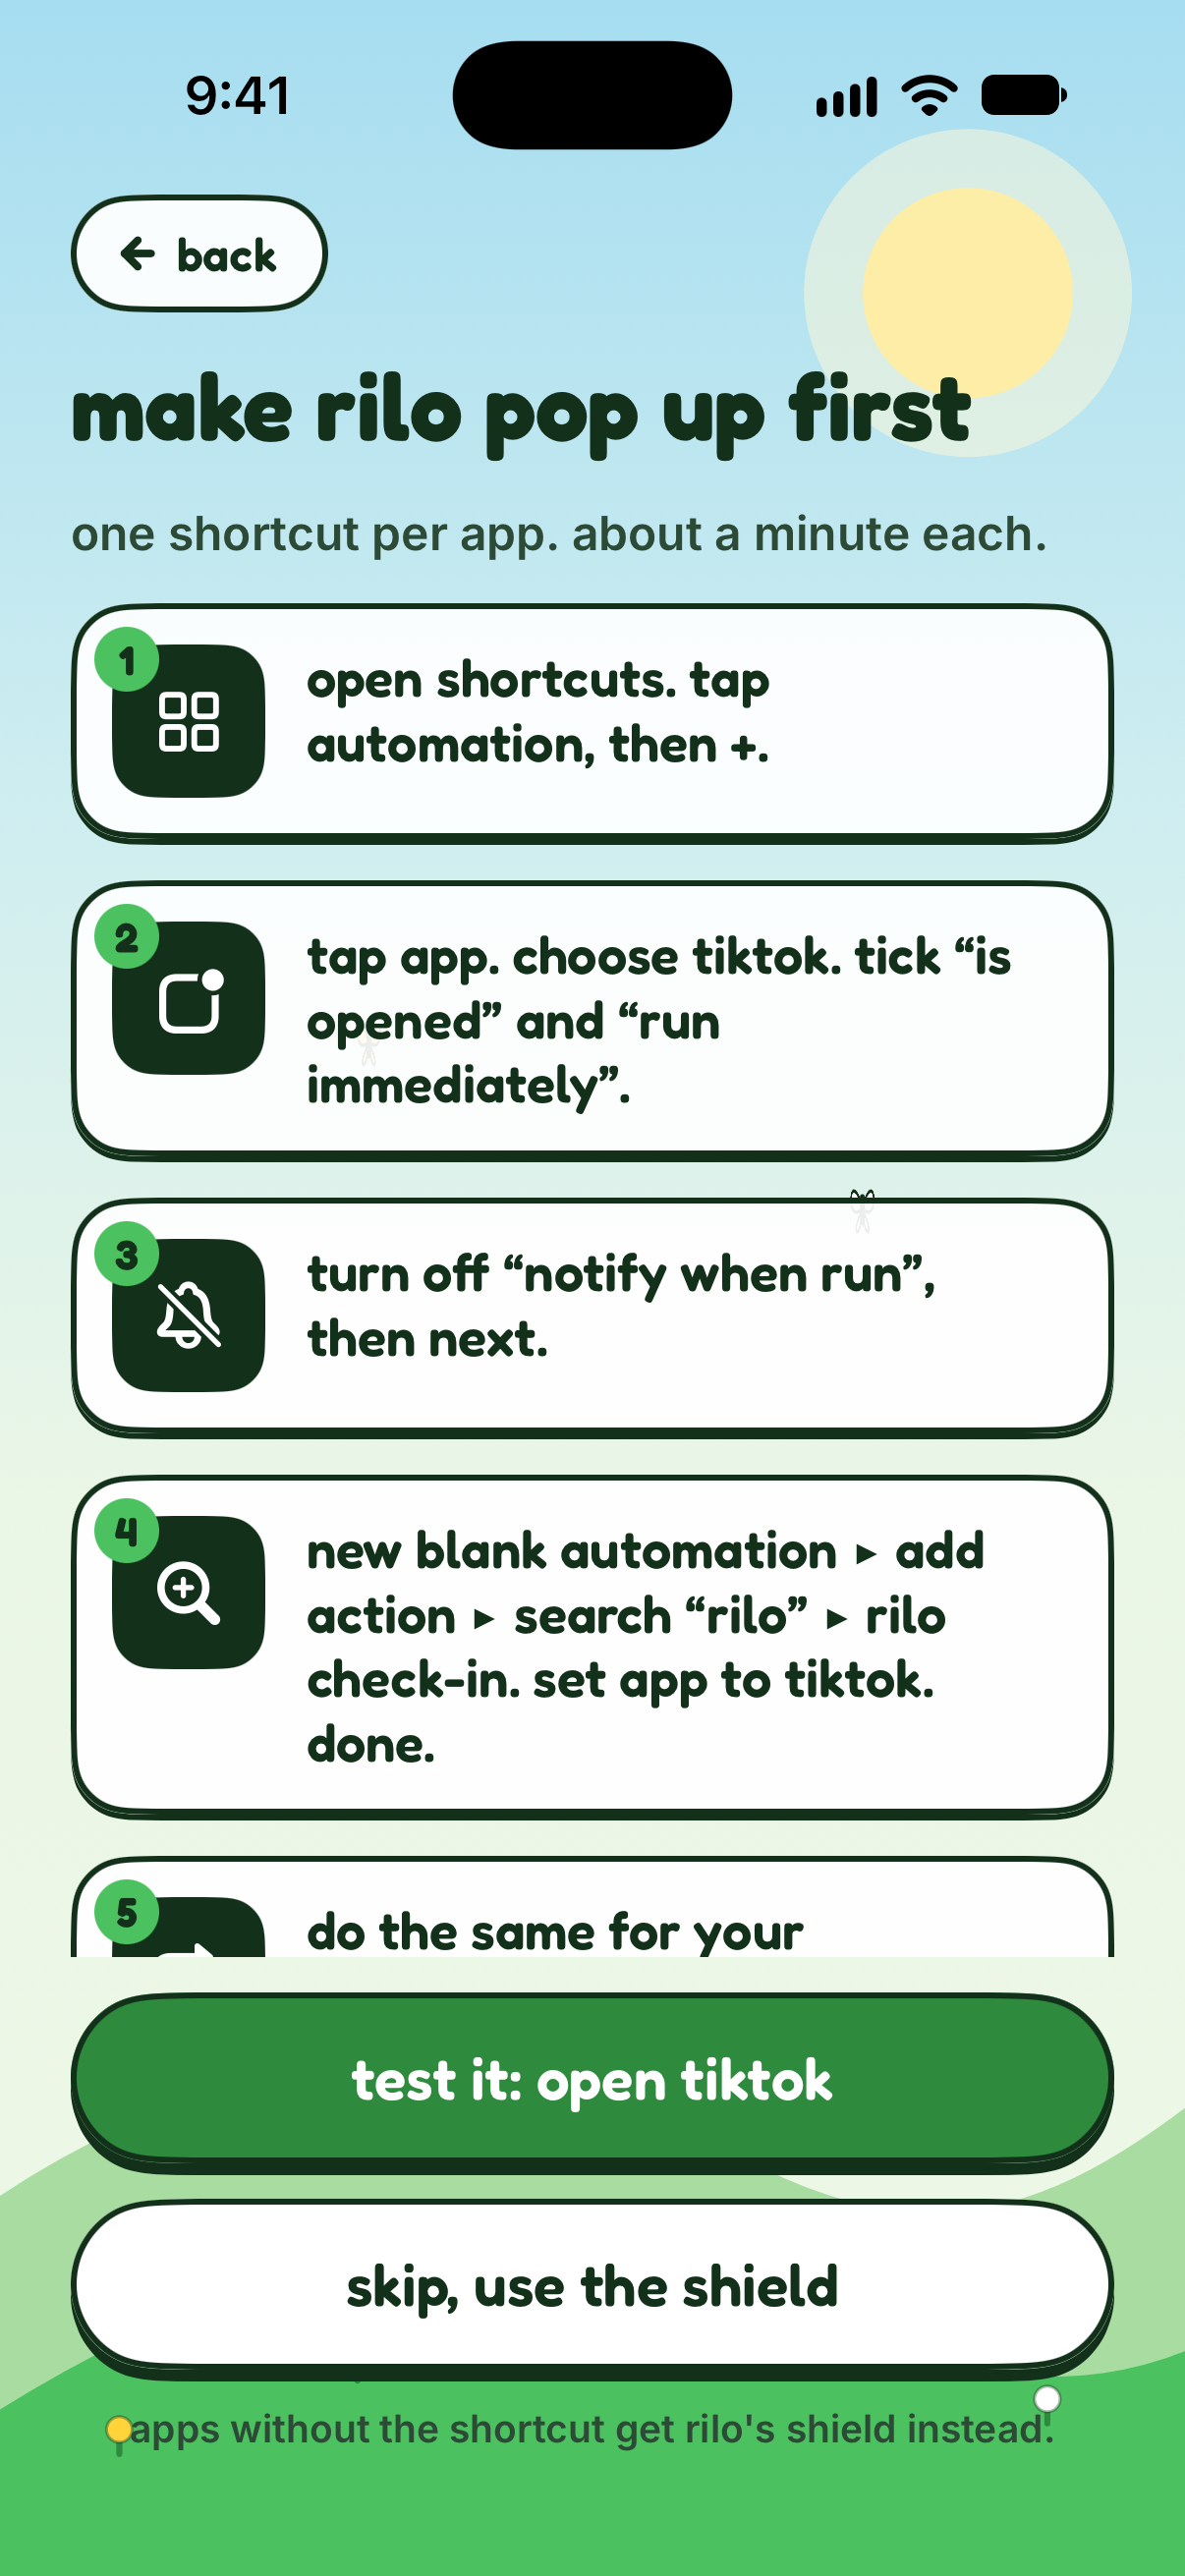 9:41
← back
make rilo pop up first
one shortcut per app. about a minute each.
1
open shortcuts. tap
automation, then +.
2
tap app. choose tiktok. tick “is
opened” and “run
immediately”.
3
turn off “notify when run”,
then next.
4
new blank automation ▸ add
action ▸ search “rilo” ▸ rilo
check-in. set app to tiktok.
done.
5
do the same for your
test it: open tiktok
skip, use the shield
apps without the shortcut get rilo's shield instead.